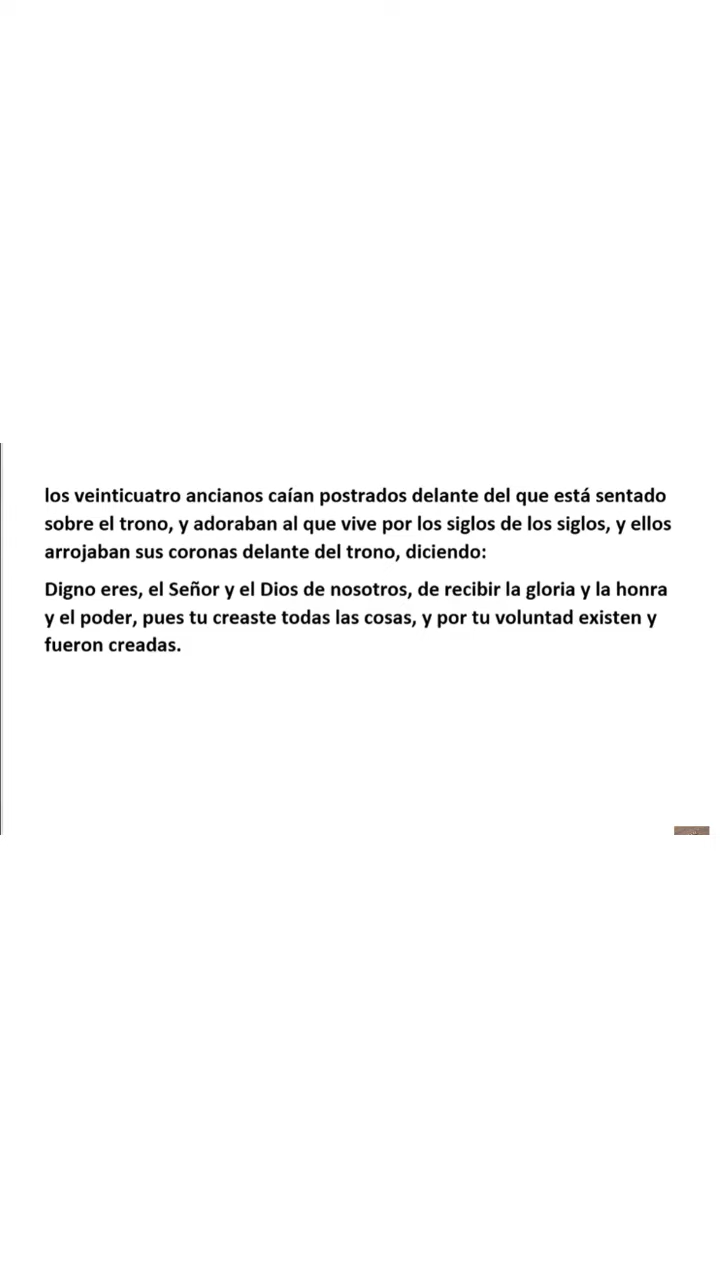 los veinticuatro ancianos caían postrados delante del que está sentado
sobre el trono, y adoraban al que vive por los siglos de los siglos, y ellos
arrojaban sus coronas delante del trono, diciendo:
Digno eres, el Señor y el Dios de nosotros, de recibir la gloria y la honra
y el poder, pues tu creaste todas las cosas, y por tu voluntad existen y
fueron creadas.